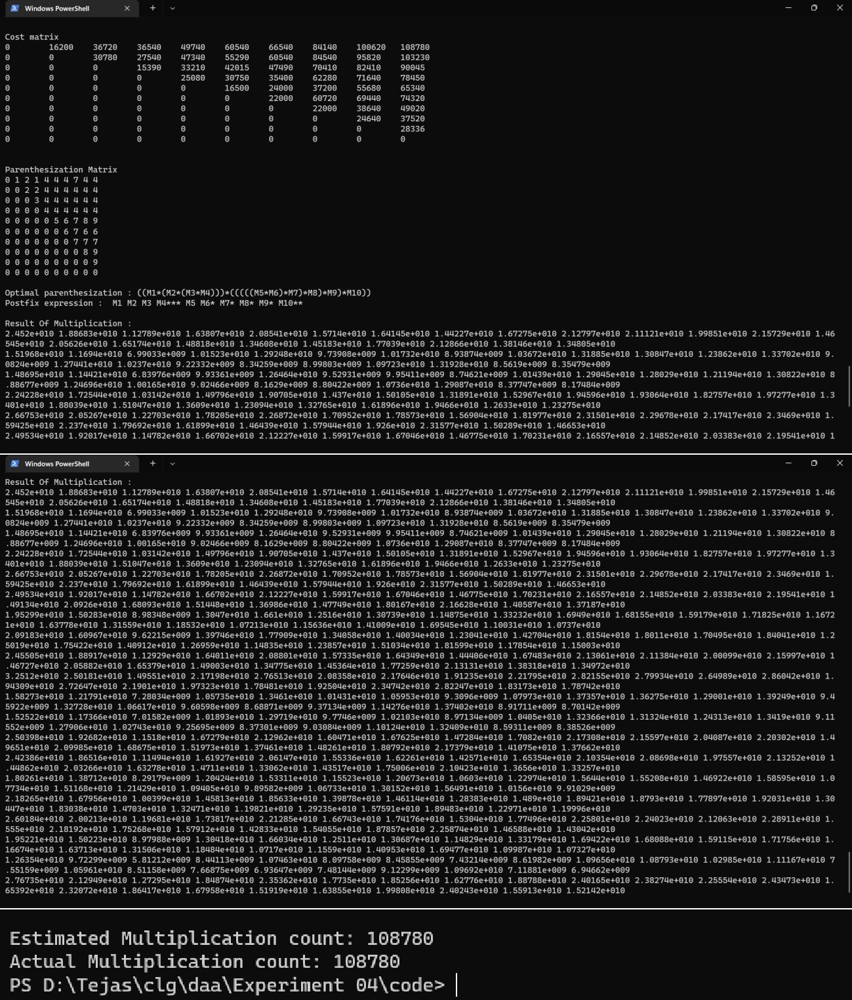 Windows PowerShell
Cost matrix
0 16200 36720 36540 49740 60540 66540 84140 100620 108780
0 0 30780 27540 47340 55290 60540 84540 95820 103230
0 0 0 15390 33210 42015 47490 70410 82410 90045
0 0 0 0 25080 30750 35400 62280 71640 78450
0 0 0 0 0 16500 24000 37200 55680 65340
0 0 0 0 0 0 22000 60720 69440 74320
0 0 0 0 0 0 0 22000 38640 49020
0 0 0 0 0 0 0 0 24640 37520
0 0 0 0 0 0 0 0 0 28336
0 0 0 0 0 0 0 0 0 0
Parenthesization Matrix
0 1 2 1 4 4 4 7 4 4
0 0 2 2 4 4 4 4 4 4
0 0 0 3 4 4 4 4 4 4
0 0 0 0 4 4 4 4 4 4
0 0 0 0 0 5 6 7 8 9
0 0 0 0 0 0 6 7 6 6
0 0 0 0 0 0 0 7 7 7
0 0 0 0 0 0 0 0 8 9
0 0 0 0 0 0 0 0 0 9
0 0 0 0 0 0 0 0 0 0
Optimal parenthesization : ((M1*(M2*(M3*M4)))*(((((M5*M6)*M7)*M8)*M9)*M10))
Postfix expression :  M1 M2 M3 M4*** M5 M6* M7* M8* M9* M10**
Result Of Multiplication :
2.452e+010 1.88683e+010 1.12789e+010 1.63807e+010 2.08541e+010 1.5714e+010 1.64145e+010 1.44227e+010 1.67275e+010 2.12797e+010 2.11121e+010 1.99851e+010 2.15729e+010 1.46
545e+010 2.05626e+010 1.65174e+010 1.48818e+010 1.34608e+010 1.45183e+010 1.77039e+010 2.12866e+010 1.38146e+010 1.34805e+010
1.51968e+010 1.1694e+010 6.99033e+009 1.01523e+010 1.29248e+010 9.73908e+009 1.01732e+010 8.93874e+009 1.03672e+010 1.31885e+010 1.30847e+010 1.23862e+010 1.33702e+010 9.
0824e+009 1.27441e+010 1.0237e+010 9.22332e+009 8.34259e+009 8.99803e+009 1.09723e+010 1.31928e+010 8.5619e+009 8.35479e+009
1.48695e+010 1.14421e+010 6.83976e+009 9.93361e+009 1.26464e+010 9.52931e+009 9.95411e+009 8.74621e+009 1.01439e+010 1.29045e+010 1.28029e+010 1.21194e+010 1.30822e+010 8
.88677e+009 1.24696e+010 1.00165e+010 9.02466e+009 8.1629e+009 8.80422e+009 1.0736e+010 1.29087e+010 8.37747e+009 8.17484e+009
2.24228e+010 1.72544e+010 1.03142e+010 1.49796e+010 1.90705e+010 1.437e+010 1.50105e+010 1.31891e+010 1.52967e+010 1.94596e+010 1.93064e+010 1.82757e+010 1.97277e+010 1.3
401e+010 1.88039e+010 1.51047e+010 1.3609e+010 1.23094e+010 1.32765e+010 1.61896e+010 1.9466e+010 1.2633e+010 1.23275e+010
2.66753e+010 2.05267e+010 1.22703e+010 1.78205e+010 2.26872e+010 1.70952e+010 1.78573e+010 1.56904e+010 1.81977e+010 2.31501e+010 2.29678e+010 2.17417e+010 2.3469e+010 1.
59425e+010 2.237e+010 1.79692e+010 1.61899e+010 1.46439e+010 1.57944e+010 1.926e+010 2.31577e+010 1.50289e+010 1.46653e+010
2.49534e+010 1.92017e+010 1.14782e+010 1.66702e+010 2.12227e+010 1.59917e+010 1.67046e+010 1.46775e+010 1.70231e+010 2.16557e+010 2.14852e+010 2.03383e+010 2.19541e+010 1
Windows PowerShell
Result Of Multiplication :
2.452e+010 1.88683e+010 1.12789e+010 1.63807e+010 2.08541e+010 1.5714e+010 1.64145e+010 1.44227e+010 1.67275e+010 2.12797e+010 2.11121e+010 1.99851e+010 2.15729e+010 1.46
545e+010 2.05626e+010 1.65174e+010 1.48818e+010 1.34608e+010 1.45183e+010 1.77039e+010 2.12866e+010 1.38146e+010 1.34805e+010
1.51968e+010 1.1694e+010 6.99033e+009 1.01523e+010 1.29248e+010 9.73908e+009 1.01732e+010 8.93874e+009 1.03672e+010 1.31885e+010 1.30847e+010 1.23862e+010 1.33702e+010 9.
0824e+009 1.27441e+010 1.0237e+010 9.22332e+009 8.34259e+009 8.99803e+009 1.09723e+010 1.31928e+010 8.5619e+009 8.35479e+009
1.48695e+010 1.14421e+010 6.83976e+009 9.93361e+009 1.26464e+010 9.52931e+009 9.95411e+009 8.74621e+009 1.01439e+010 1.29045e+010 1.28029e+010 1.21194e+010 1.30822e+010 8
.88677e+009 1.24696e+010 1.00165e+010 9.02466e+009 8.1629e+009 8.80422e+009 1.0736e+010 1.29087e+010 8.37747e+009 8.17484e+009
2.24228e+010 1.72544e+010 1.03142e+010 1.49796e+010 1.90705e+010 1.437e+010 1.50105e+010 1.31891e+010 1.52967e+010 1.94596e+010 1.93064e+010 1.82757e+010 1.97277e+010 1.3
401e+010 1.88039e+010 1.51047e+010 1.3609e+010 1.23094e+010 1.32765e+010 1.61896e+010 1.9466e+010 1.2633e+010 1.23275e+010
2.66753e+010 2.05267e+010 1.22703e+010 1.78205e+010 2.26872e+010 1.70952e+010 1.78573e+010 1.56904e+010 1.81977e+010 2.31501e+010 2.29678e+010 2.17417e+010 2.3469e+010 1.
59425e+010 2.237e+010 1.79692e+010 1.61899e+010 1.46439e+010 1.57944e+010 1.926e+010 2.31577e+010 1.50289e+010 1.46653e+010
2.49534e+010 1.92017e+010 1.14782e+010 1.66702e+010 2.12227e+010 1.59917e+010 1.67046e+010 1.46775e+010 1.70231e+010 2.16557e+010 2.14852e+010 2.03383e+010 2.19541e+010 1
.49134e+010 2.0926e+010 1.68093e+010 1.51448e+010 1.36986e+010 1.47749e+010 1.80167e+010 2.16628e+010 1.40587e+010 1.37187e+010
1.95299e+010 1.50283e+010 8.98348e+009 1.3047e+010 1.661e+010 1.2516e+010 1.30739e+010 1.14875e+010 1.33232e+010 1.6949e+010 1.68155e+010 1.59179e+010 1.71825e+010 1.1672
1e+010 1.63778e+010 1.31559e+010 1.18532e+010 1.07213e+010 1.15636e+010 1.41009e+010 1.69545e+010 1.10031e+010 1.0737e+010
2.09183e+010 1.60967e+010 9.62215e+009 1.39746e+010 1.77909e+010 1.34058e+010 1.40034e+010 1.23041e+010 1.42704e+010 1.8154e+010 1.8011e+010 1.70495e+010 1.84041e+010 1.2
5019e+010 1.75422e+010 1.40912e+010 1.26959e+010 1.14835e+010 1.23857e+010 1.51034e+010 1.81599e+010 1.17854e+010 1.15003e+010
2.45505e+010 1.88917e+010 1.12929e+010 1.64011e+010 2.08801e+010 1.57335e+010 1.64349e+010 1.44406e+010 1.67483e+010 2.13061e+010 2.11384e+010 2.00099e+010 2.15997e+010 1
.46727e+010 2.05882e+010 1.65379e+010 1.49003e+010 1.34775e+010 1.45364e+010 1.77259e+010 2.13131e+010 1.38318e+010 1.34972e+010
3.2512e+010 2.50181e+010 1.49551e+010 2.17198e+010 2.76513e+010 2.08358e+010 2.17646e+010 1.91235e+010 2.21795e+010 2.82155e+010 2.79934e+010 2.64989e+010 2.86042e+010 1.
94309e+010 2.72647e+010 2.1901e+010 1.97323e+010 1.78481e+010 1.92504e+010 2.34742e+010 2.82247e+010 1.83173e+010 1.78742e+010
1.58273e+010 1.21791e+010 7.28034e+009 1.05735e+010 1.3461e+010 1.01431e+010 1.05953e+010 9.3096e+009 1.07973e+010 1.37357e+010 1.36275e+010 1.29001e+010 1.39249e+010 9.4
5922e+009 1.32728e+010 1.06617e+010 9.60598e+009 8.68871e+009 9.37134e+009 1.14276e+010 1.37402e+010 8.91711e+009 8.70142e+009
1.52522e+010 1.17366e+010 7.01582e+009 1.01893e+010 1.29719e+010 9.7746e+009 1.02103e+010 8.97134e+009 1.0405e+010 1.32366e+010 1.31324e+010 1.24313e+010 1.3419e+010 9.11
552e+009 1.27906e+010 1.02743e+010 9.25695e+009 8.37301e+009 9.03084e+009 1.10124e+010 1.32409e+010 8.59311e+009 8.38526e+009
2.50398e+010 1.92682e+010 1.1518e+010 1.67279e+010 2.12962e+010 1.60471e+010 1.67625e+010 1.47284e+010 1.7082e+010 2.17308e+010 2.15597e+010 2.04087e+010 2.20302e+010 1.4
9651e+010 2.09985e+010 1.68675e+010 1.51973e+010 1.37461e+010 1.48261e+010 1.80792e+010 2.17379e+010 1.41075e+010 1.37662e+010
2.42386e+010 1.86516e+010 1.11494e+010 1.61927e+010 2.06147e+010 1.55336e+010 1.62261e+010 1.42571e+010 1.65354e+010 2.10354e+010 2.08698e+010 1.97557e+010 2.13252e+010 1
.44862e+010 2.03266e+010 1.63278e+010 1.4711e+010 1.33062e+010 1.43517e+010 1.75006e+010 2.10423e+010 1.3656e+010 1.33257e+010
1.80261e+010 1.38712e+010 8.29179e+009 1.20424e+010 1.53311e+010 1.15523e+010 1.20673e+010 1.0603e+010 1.22974e+010 1.5644e+010 1.55208e+010 1.46922e+010 1.58595e+010 1.0
7734e+010 1.51168e+010 1.21429e+010 1.09405e+010 9.89582e+009 1.06733e+010 1.30152e+010 1.56491e+010 1.0156e+010 9.91029e+009
2.18265e+010 1.67956e+010 1.00399e+010 1.45813e+010 1.85633e+010 1.39878e+010 1.46114e+010 1.28383e+010 1.489e+010 1.89421e+010 1.8793e+010 1.77897e+010 1.92031e+010 1.30
447e+010 1.83038e+010 1.4703e+010 1.32471e+010 1.19821e+010 1.29235e+010 1.57591e+010 1.89483e+010 1.22971e+010 1.19996e+010
2.60184e+010 2.00213e+010 1.19681e+010 1.73817e+010 2.21285e+010 1.66743e+010 1.74176e+010 1.5304e+010 1.77496e+010 2.25801e+010 2.24023e+010 2.12063e+010 2.28911e+010 1.
555e+010 2.18192e+010 1.75268e+010 1.57912e+010 1.42833e+010 1.54055e+010 1.87857e+010 2.25874e+010 1.46588e+010 1.43042e+010
1.95221e+010 1.50223e+010 8.97988e+009 1.30418e+010 1.66034e+010 1.2511e+010 1.30687e+010 1.14829e+010 1.33179e+010 1.69422e+010 1.68088e+010 1.59115e+010 1.71756e+010 1.
16674e+010 1.63713e+010 1.31506e+010 1.18484e+010 1.0717e+010 1.1559e+010 1.40953e+010 1.69477e+010 1.09987e+010 1.07327e+010
1.26354e+010 9.72299e+009 5.81212e+009 8.44113e+009 1.07463e+010 8.09758e+009 8.45855e+009 7.43214e+009 8.61982e+009 1.09656e+010 1.08793e+010 1.02985e+010 1.11167e+010 7
.55159e+009 1.05961e+010 8.51158e+009 7.66875e+009 6.93647e+009 7.48144e+009 9.12299e+009 1.09692e+010 7.11881e+009 6.94662e+009
2.76735e+010 2.12949e+010 1.27295e+010 1.84874e+010 2.35362e+010 1.7735e+010 1.85256e+010 1.62776e+010 1.88788e+010 2.40165e+010 2.38274e+010 2.25554e+010 2.43473e+010 1.
65392e+010 2.32072e+010 1.86417e+010 1.67958e+010 1.51919e+010 1.63855e+010 1.99808e+010 2.40243e+010 1.55913e+010 1.52142e+010
Estimated Multiplication count: 108780
Actual Multiplication count: 108780
PS D:\Tejas\clg\daa\Experiment 04\code>